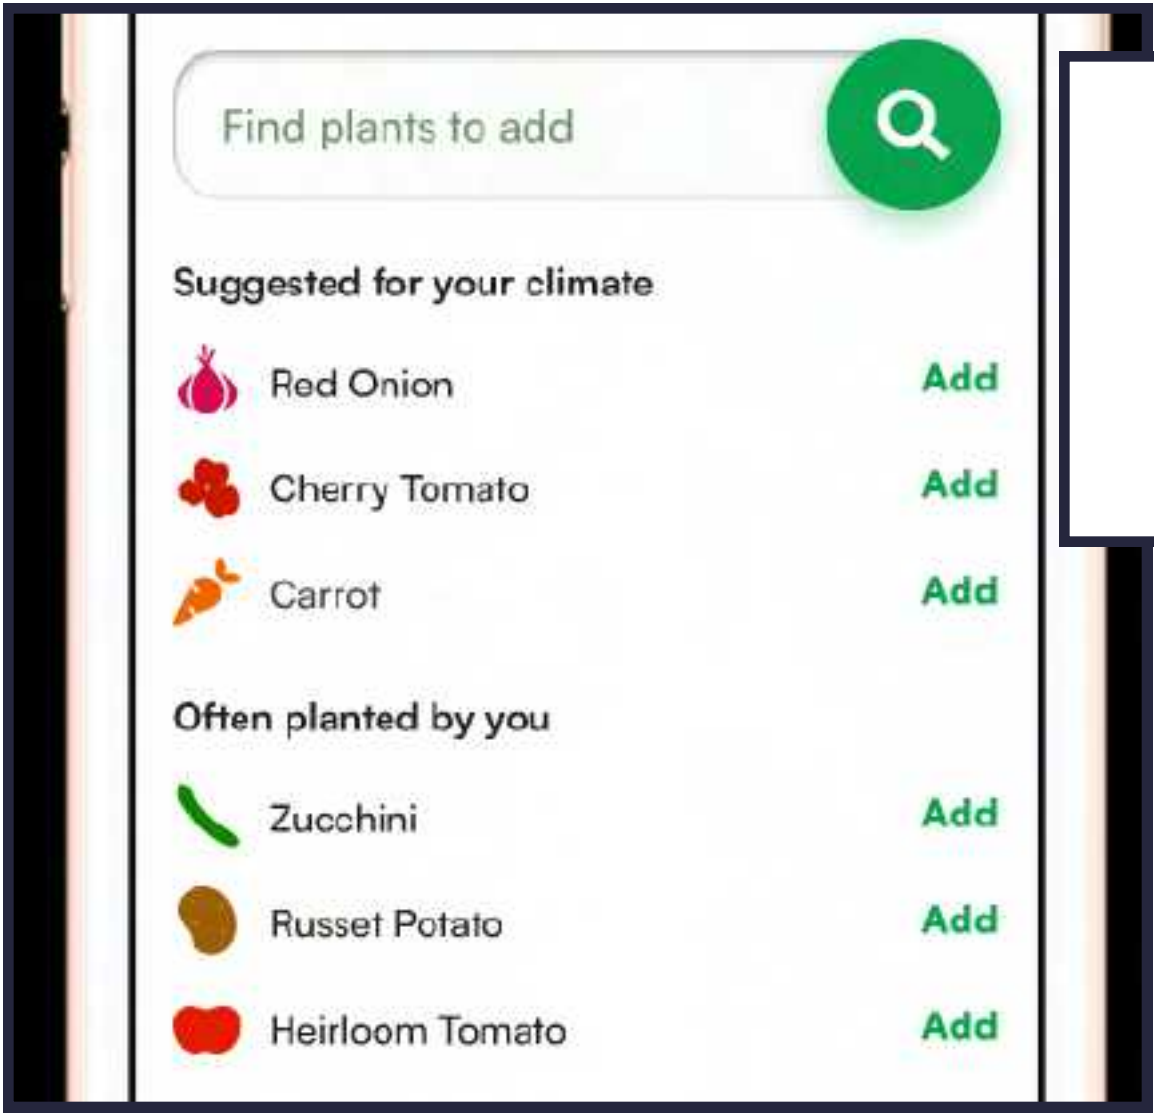 Find plants to add
Suggested for your climate
Red Onion Add
Cherry Tomato Add
Carrot Add
Often planted by you
Zucchini Add
Russet Potato Add
Heirloom Tomato Add